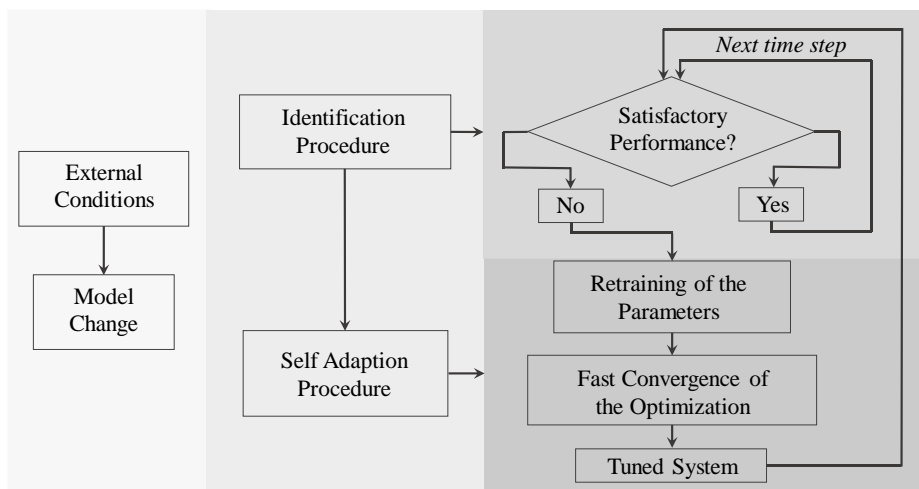 External
Conditions
Model
Change
Identification
Procedure
Self Adaption
Procedure
Next time step
Satisfactory
Performance?
No
Yes
Retraining of the
Parameters
Fast Convergence of
the Optimization
Tuned System